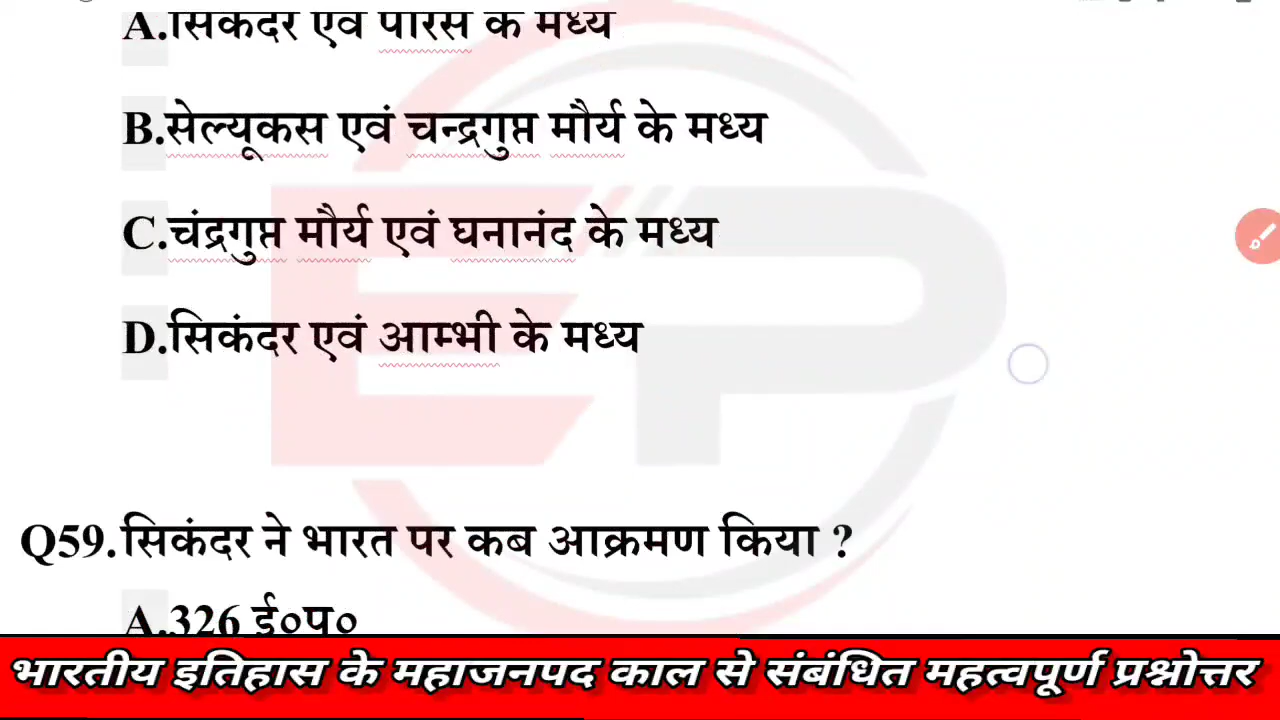 A.सिकंदर एवं पोरस के मध्य
B.सेल्यूकस एवं चन्द्रगुप्त मौर्य के मध्य
C.चंद्रगुप्त मौर्य एवं घनानंद के मध्य
D.सिकंदर एवं आम्भी के मध्य
Q59.सिकंदर ने भारत पर कब आक्रमण किया ?
A.326 ई०पू०
भारतीय इतिहास के महाजनपद काल से संबंधित महत्वपूर्ण प्रश्नोत्तर